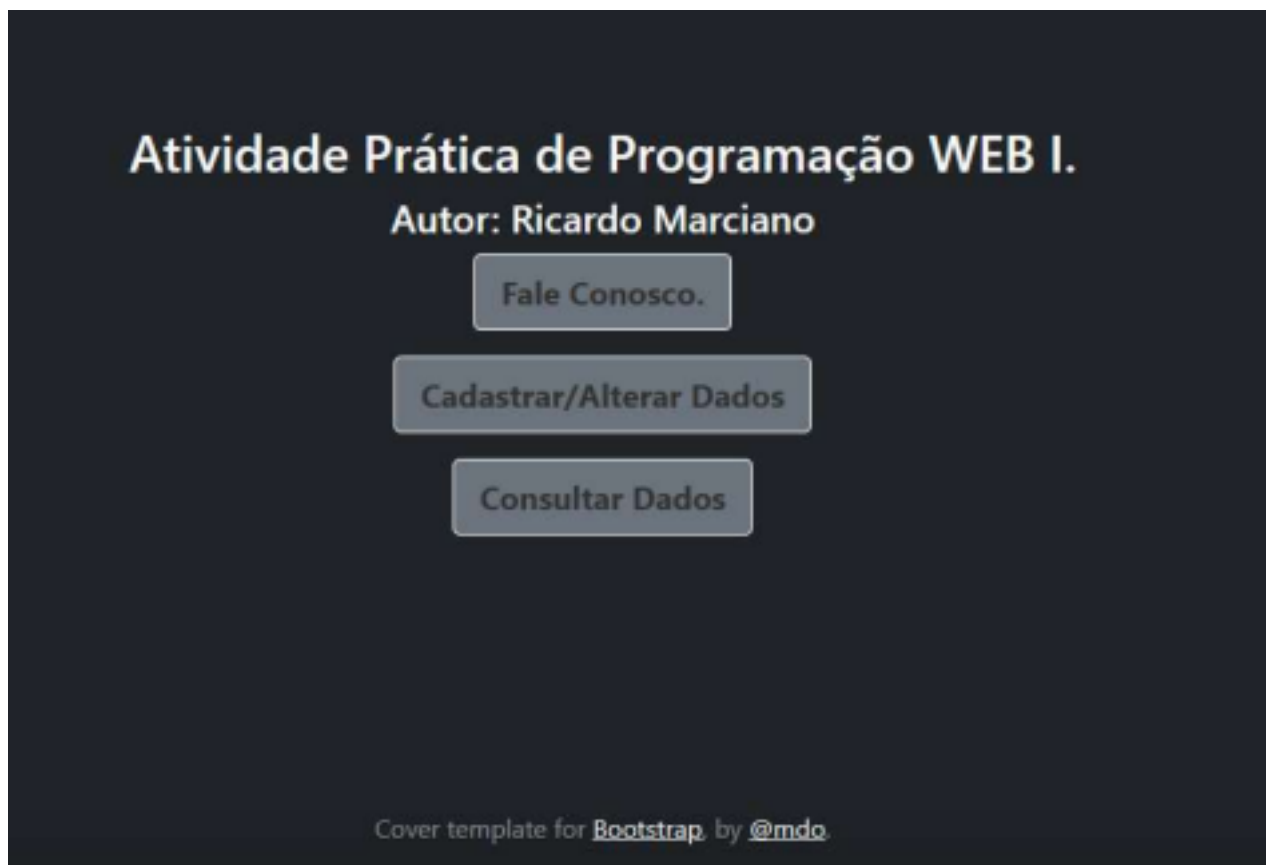 Atividade Prática de Programação WEB I.
Autor: Ricardo Marciano
Fale Conosco.
Cadastrar/Alterar Dados
Consultar Dados
Cover template for Bootstrap, by @mdo.